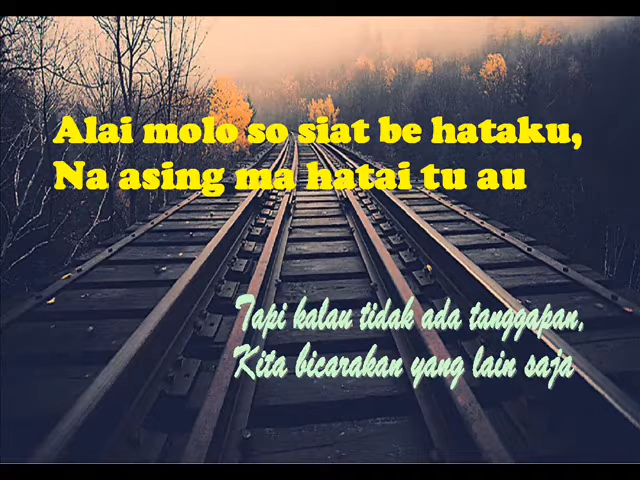 Alai molo so siat be hataku,
Na asing ma hatai tu au
Tapi kalau tidak ada tanggapan,
Kita bicarakan yang lain saja